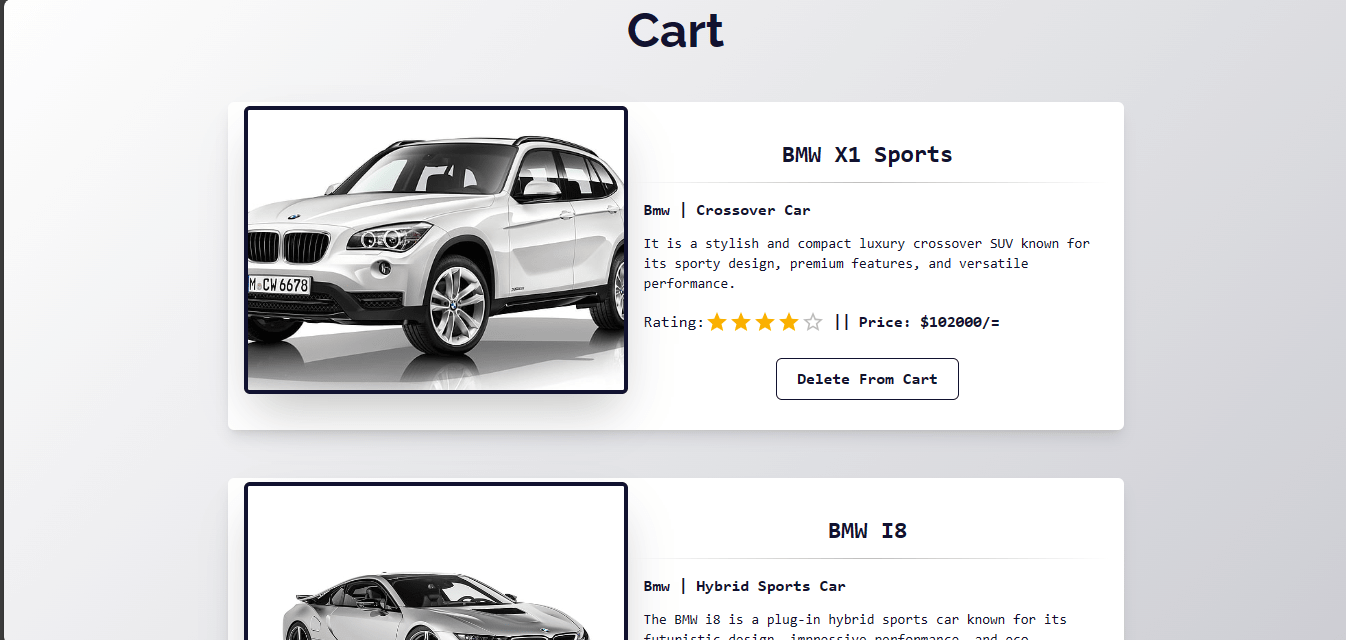 Cart
BMW X1 Sports
Bmw | Crossover Car
It is a stylish and compact luxury crossover SUV known for
its sporty design, premium features, and versatile
performance.
Rating: || Price: $102000/=
Delete From Cart
M CW 6678
BMW I8
Bmw | Hybrid Sports Car
The BMW i8 is a plug-in hybrid sports car known for its
futuristic design, impressive performance, and eco